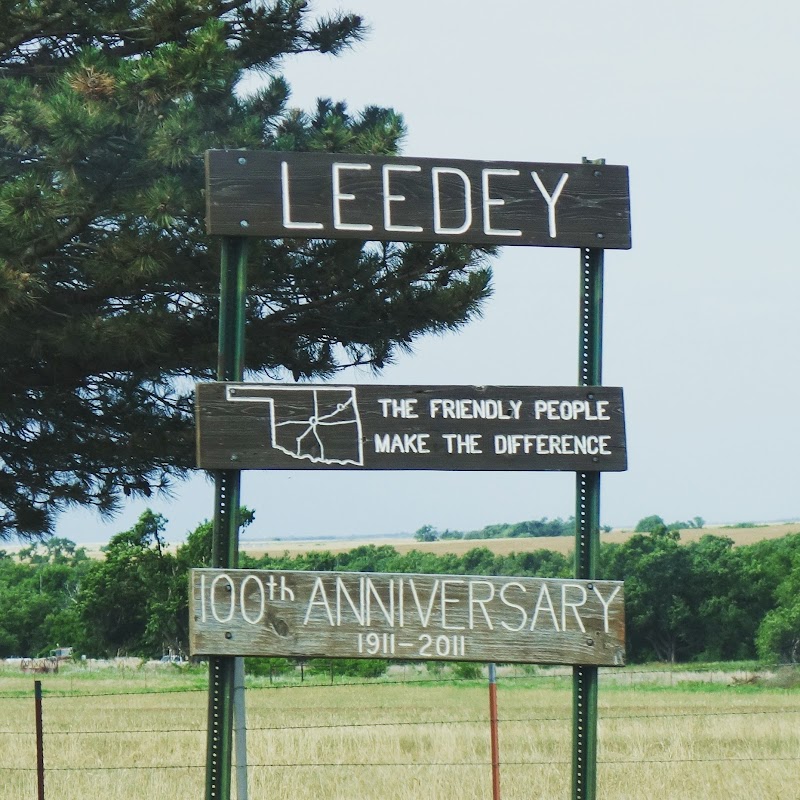 LEEDEY
THE FRIENDLY PEOPLE
MAKE THE DIFFERENCE
100th ANNIVERSARY
1911-2011